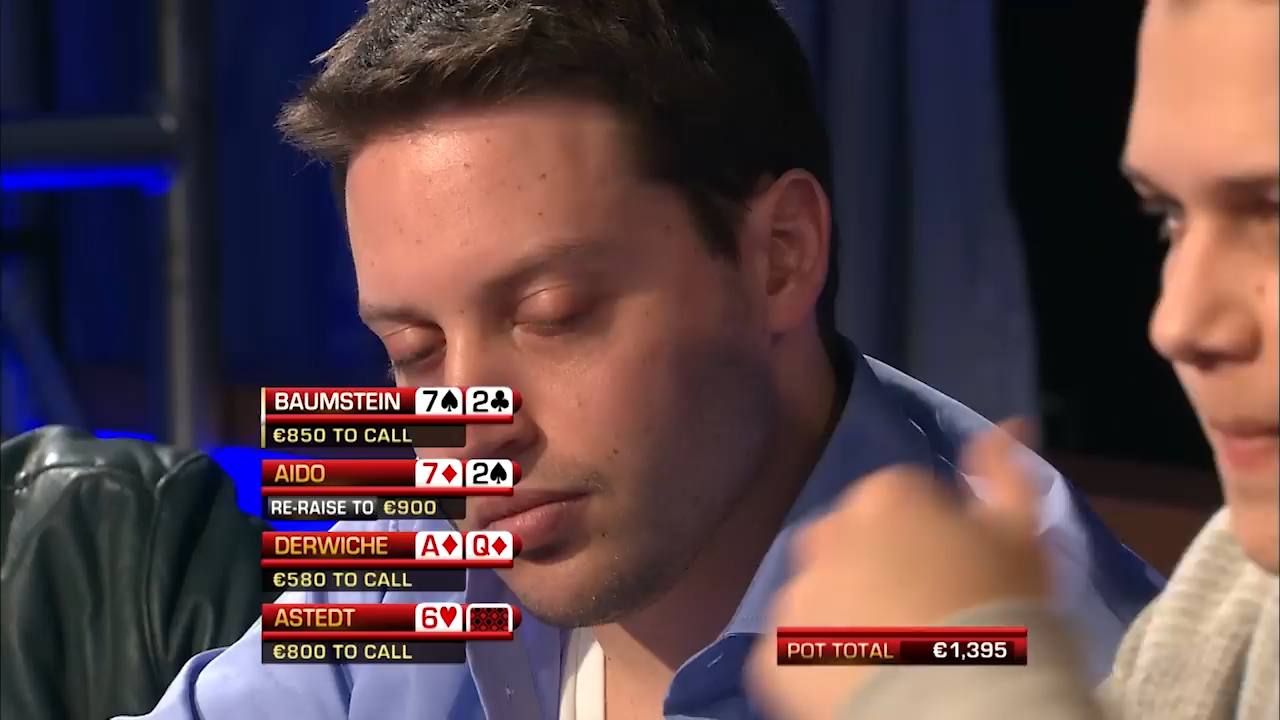 BAUMSTEIN 7♠ 2♣
€850 TO CALL
AIDO 7♦ 2♠
RE-RAISE TO €900
DERWICHE A♦ Q♦
€580 TO CALL
ASTEDT 6♥
€800 TO CALL
POT TOTAL €1,395